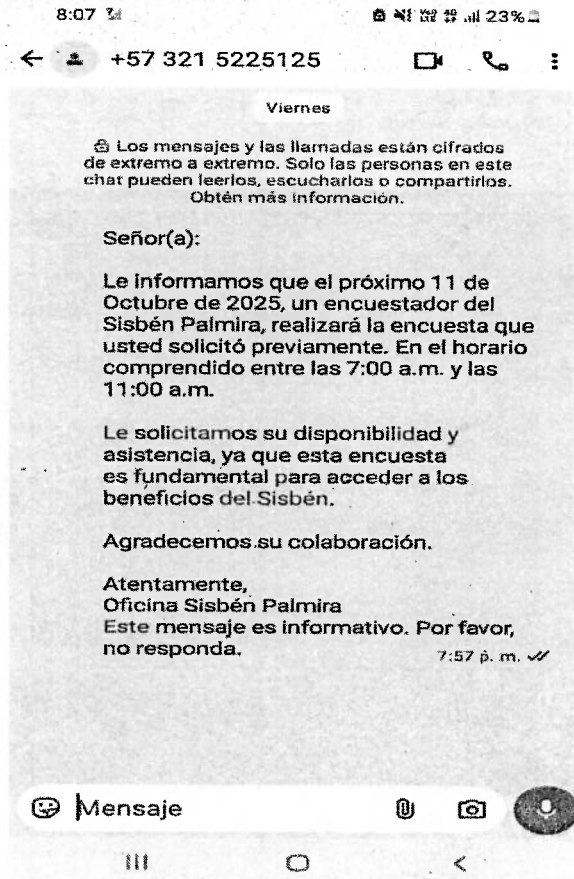 8:07
23%
+57 321 5225125
Viernes
Los mensajes y las llamadas están cifrados
de extremo a extremo. Solo las personas en este
chat pueden leerlos, escucharlos o compartirlos.
Obtén más información.
Señor(a):
Le informamos que el próximo 11 de
Octubre de 2025, un encuestador del
Sisbén Palmira, realizará la encuesta que
usted solicitó previamente. En el horario
comprendido entre las 7:00 a.m. y las
11:00 a.m.
Le solicitamos su disponibilidad y
asistencia, ya que esta encuesta
es fundamental para acceder a los
beneficios del Sisbén.
Agradecemos su colaboración.
Atentamente,
Oficina Sisbén Palmira
Este mensaje es informativo. Por favor,
no responda.
7:57 p. m.
Mensaje